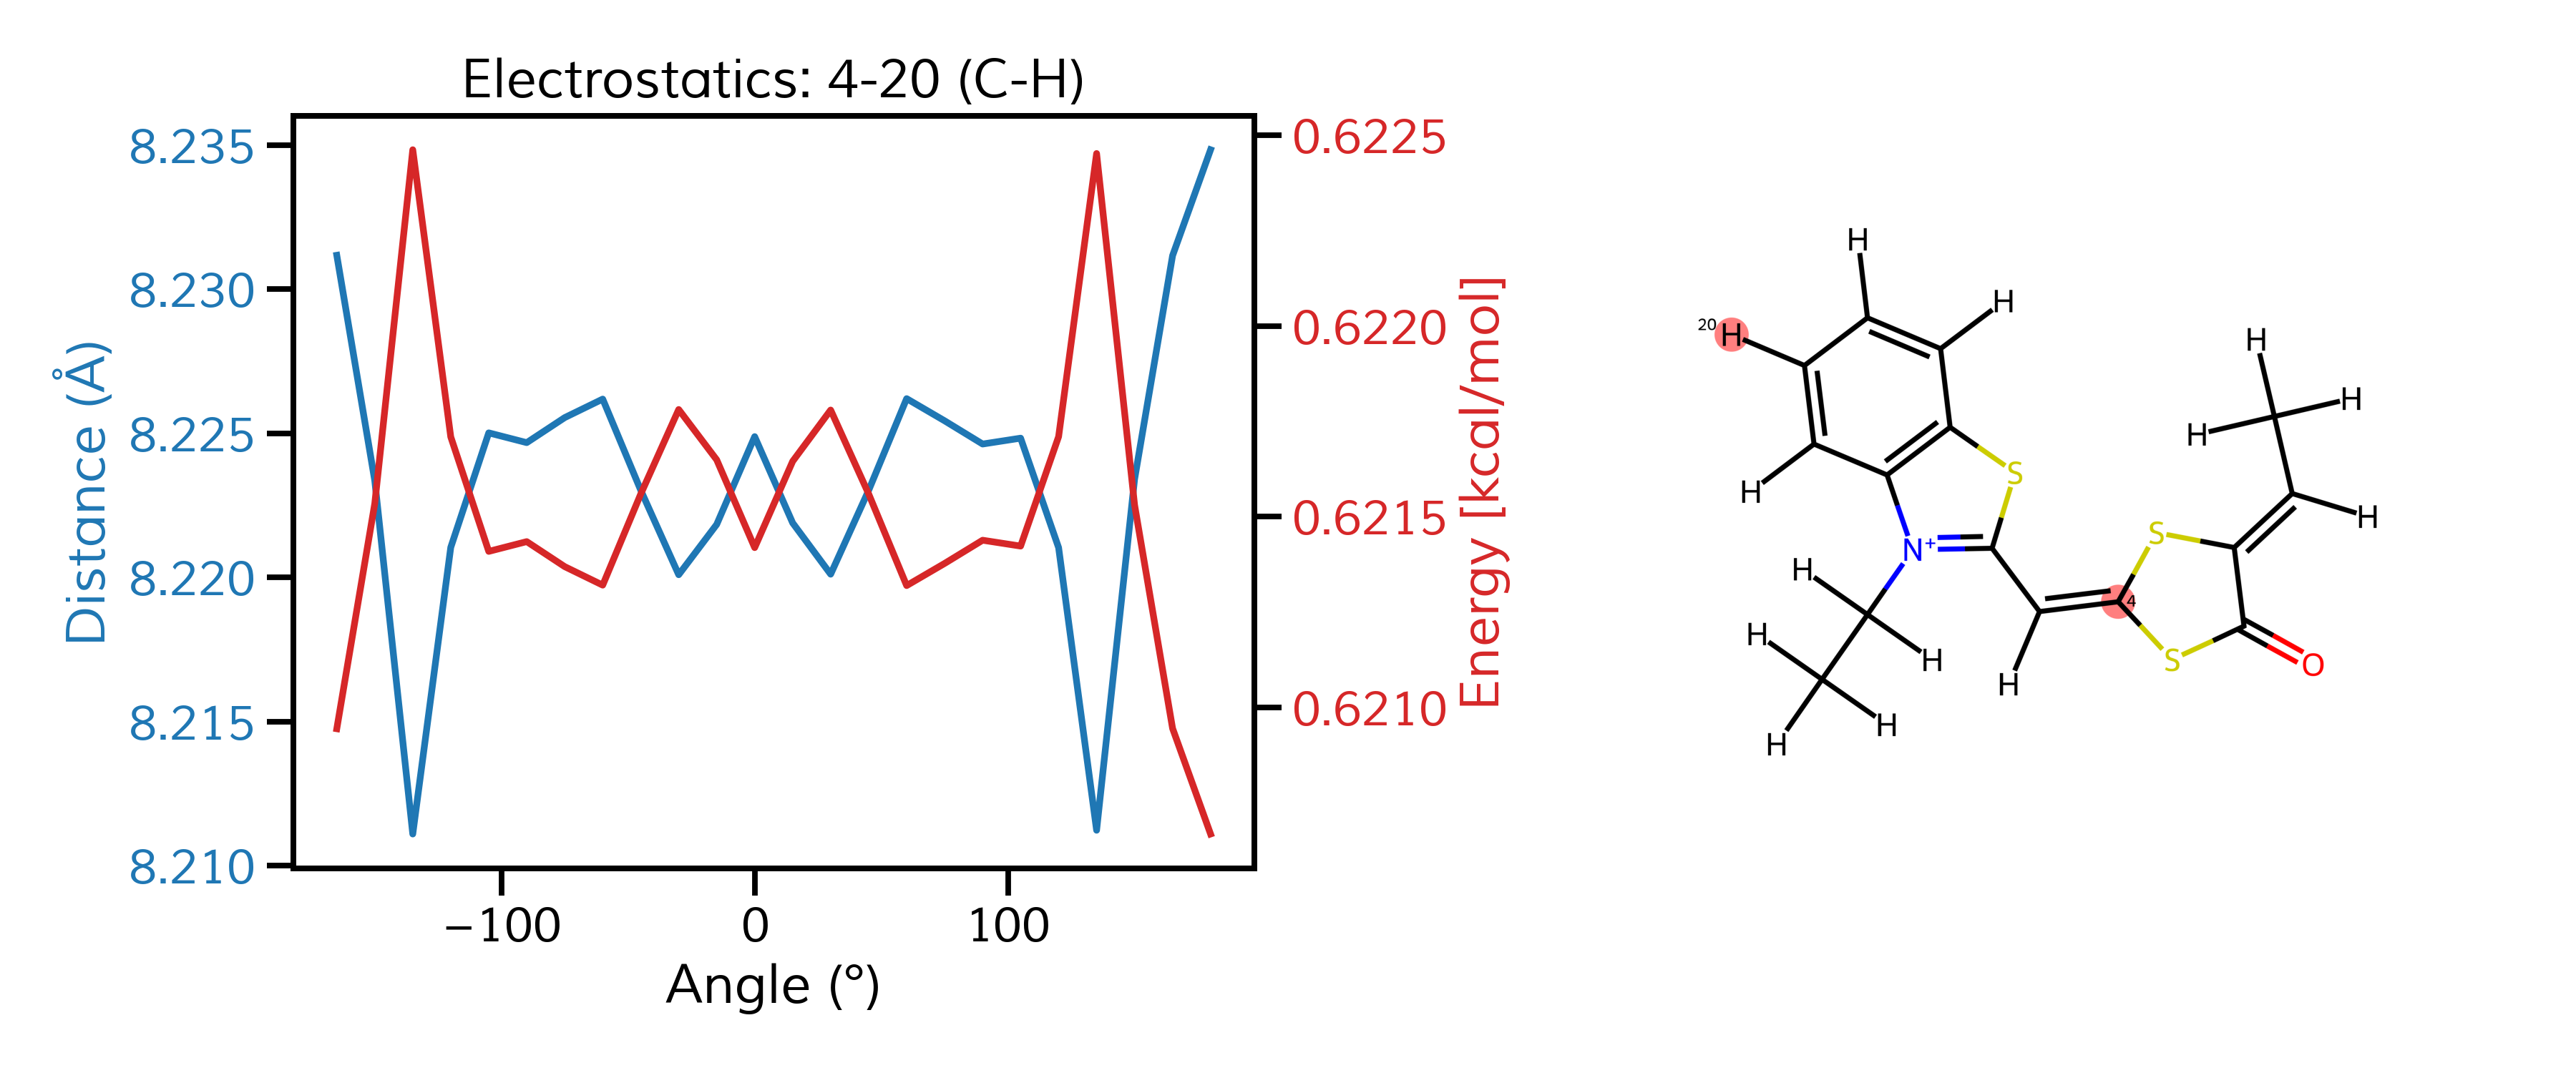 Electrostatics: 4-20 (C-H)
8.235
8.230
8.225
8.220
8.215
8.210
Distance (Å)
0.6225
0.6220
0.6215
0.6210
Energy [kcal/mol]
−100 0 100
Angle (°)
H
H
20 H
H
H
H
H
S
S
H
N+
H
4
H
H
S
O
H
H
H
H